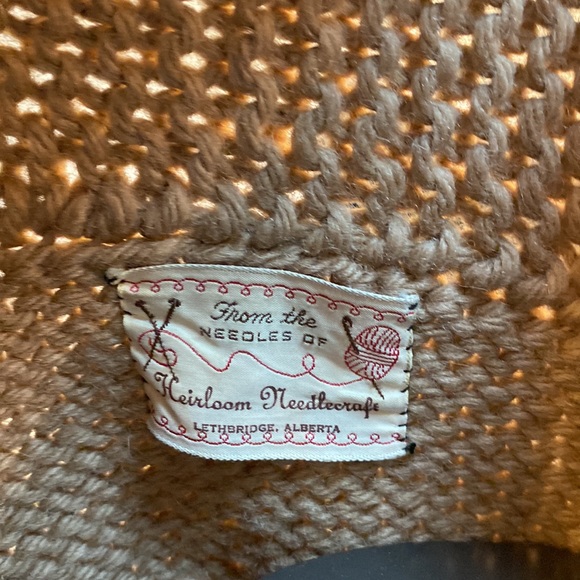 From the
NEEDLES OF
Heirloom Needlecraft
LETHBRIDGE, ALBERTA